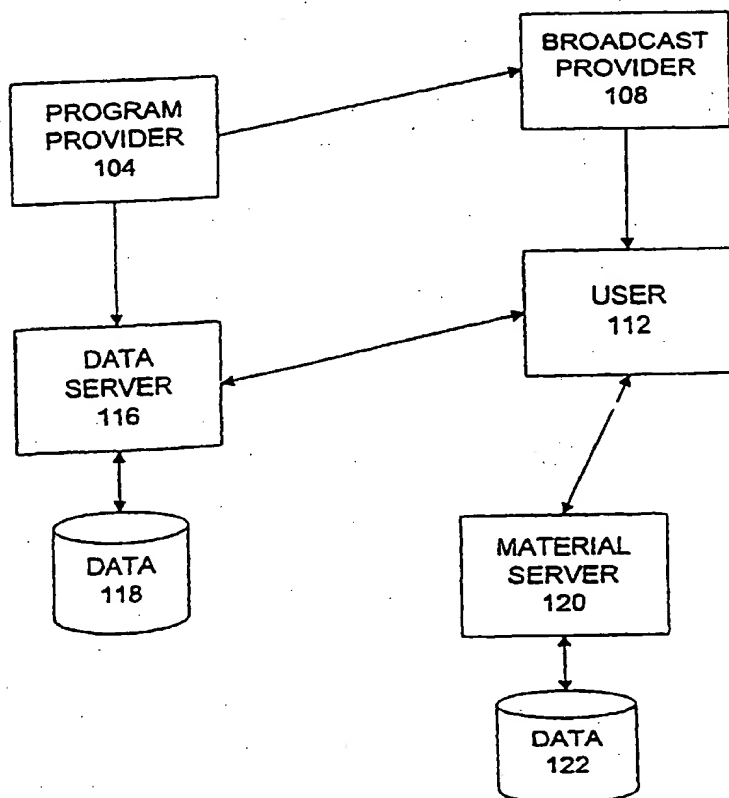 BROADCAST
PROVIDER
108
PROGRAM
PROVIDER
104
USER
112
DATA
SERVER
116
MATERIAL
SERVER
120
DATA
118
DATA
122